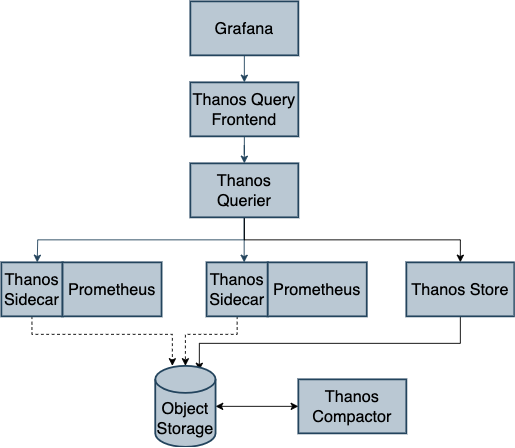 Grafana
Thanos Query
Frontend
Thanos
Querier
Thanos
Sidecar
Prometheus
Thanos
Sidecar
Prometheus
Thanos Store
Object
Storage
Thanos
Compactor